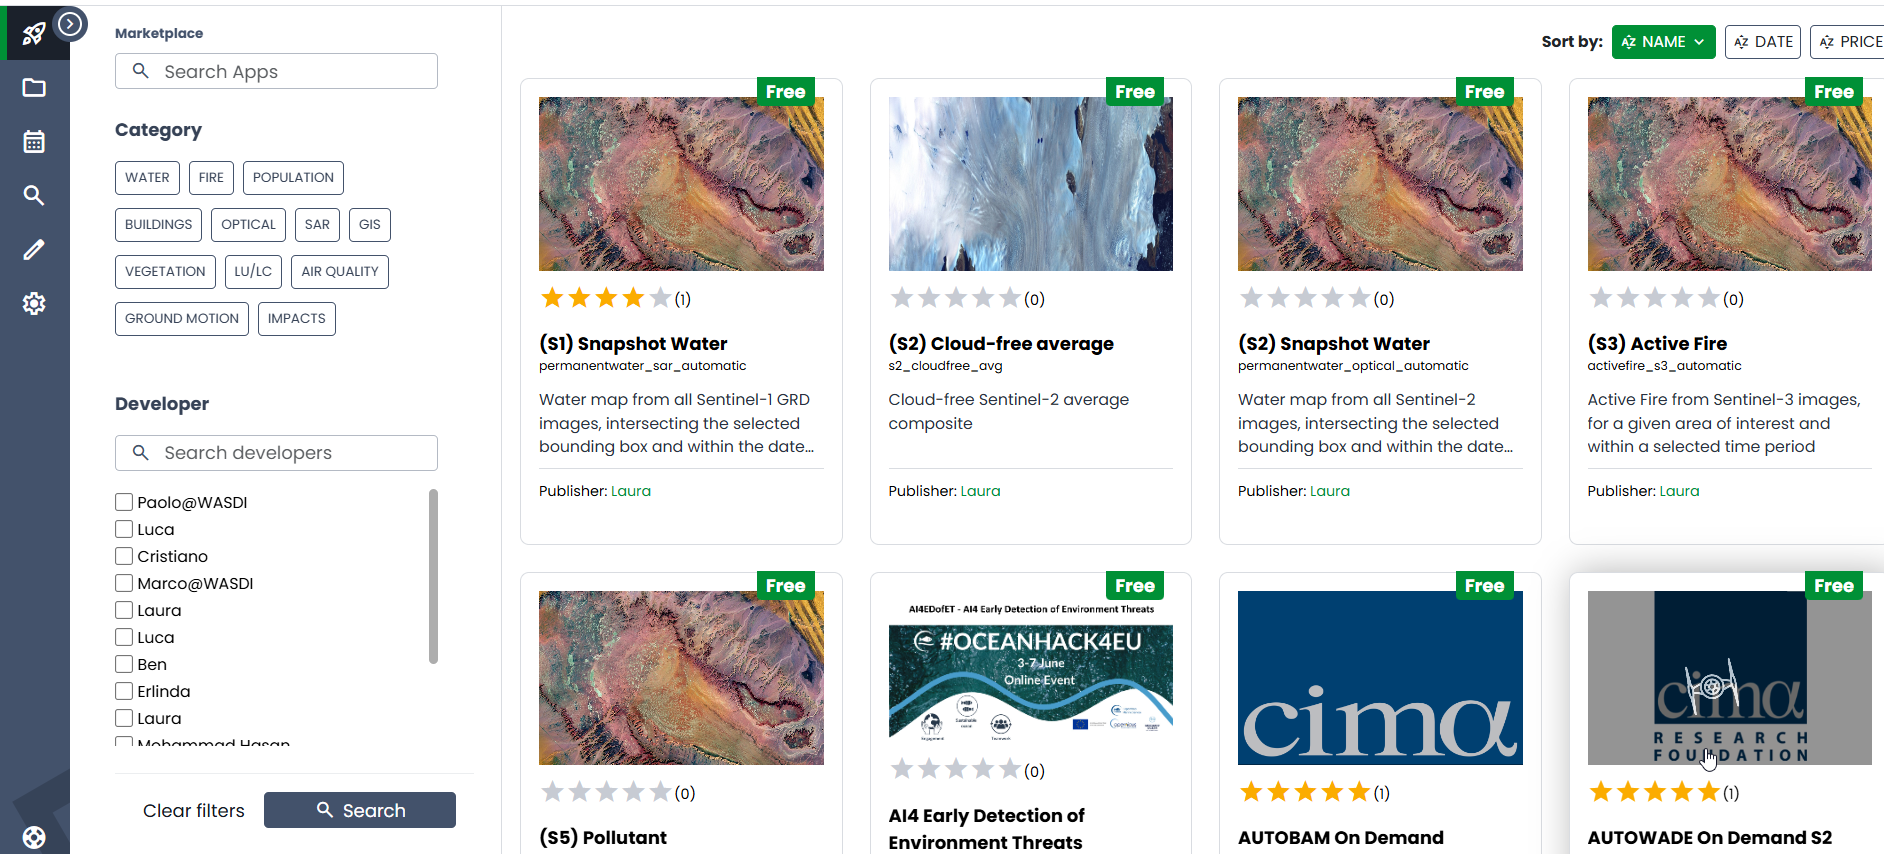 Marketplace
Search Apps
Category
WATER
FIRE
POPULATION
BUILDINGS
OPTICAL
SAR
GIS
VEGETATION
LU/LC
AIR QUALITY
GROUND MOTION
IMPACTS
Developer
Search developers
Paolo@WASDI
Luca
Cristiano
Marco@WASDI
Laura
Luca
Ben
Erlinda
Laura
Mohammad Hasan
Clear filters
Search
Sort by:
AZ NAME
AZ DATE
AZ PRICE
Free
(1)
(S1) Snapshot Water
permanentwater_sar_automatic
Water map from all Sentinel-1 GRD
images, intersecting the selected
bounding box and within the date...
Publisher: Laura
Free
(0)
(S2) Cloud-free average
s2_cloudfree_avg
Cloud-free Sentinel-2 average
composite
Publisher: Laura
Free
(0)
(S2) Snapshot Water
permanentwater_optical_automatic
Water map from all Sentinel-2
images, intersecting the selected
bounding box and within the date...
Publisher: Laura
Free
(0)
(S3) Active Fire
activefire_s3_automatic
Active Fire from Sentinel-3 images,
for a given area of interest and
within a selected time period
Publisher: Laura
Free
(0)
(S5) Pollutant
Free
AI4EDofET - AI4 Early Detection of Environment Threats
#OCEANHACK4EU
3-7 June
Online Event
Engagement
Teamwork
(0)
AI4 Early Detection of
Environment Threats
Free
cima
(1)
AUTOBAM On Demand
Free
cima
RESEARCH
FOUNDATION
(1)
AUTOWADE On Demand S2